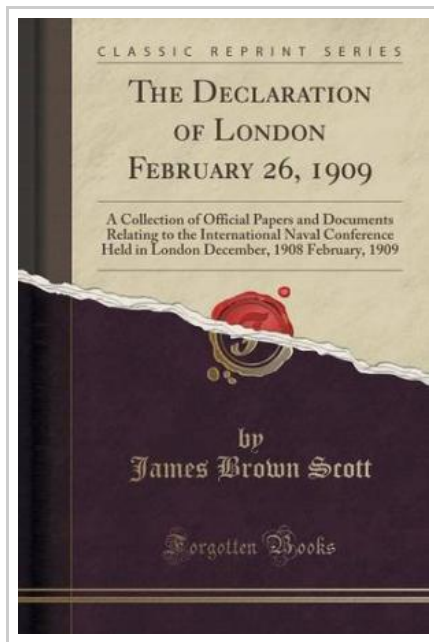 CLASSIC REPRINT SERIES
THE DECLARATION
OF LONDON
FEBRUARY 26, 1909
A Collection of Official Papers and Documents
Relating to the International Naval Conference
Held in London December, 1908 February, 1909
by
James Brown Scott
Forgotten Books